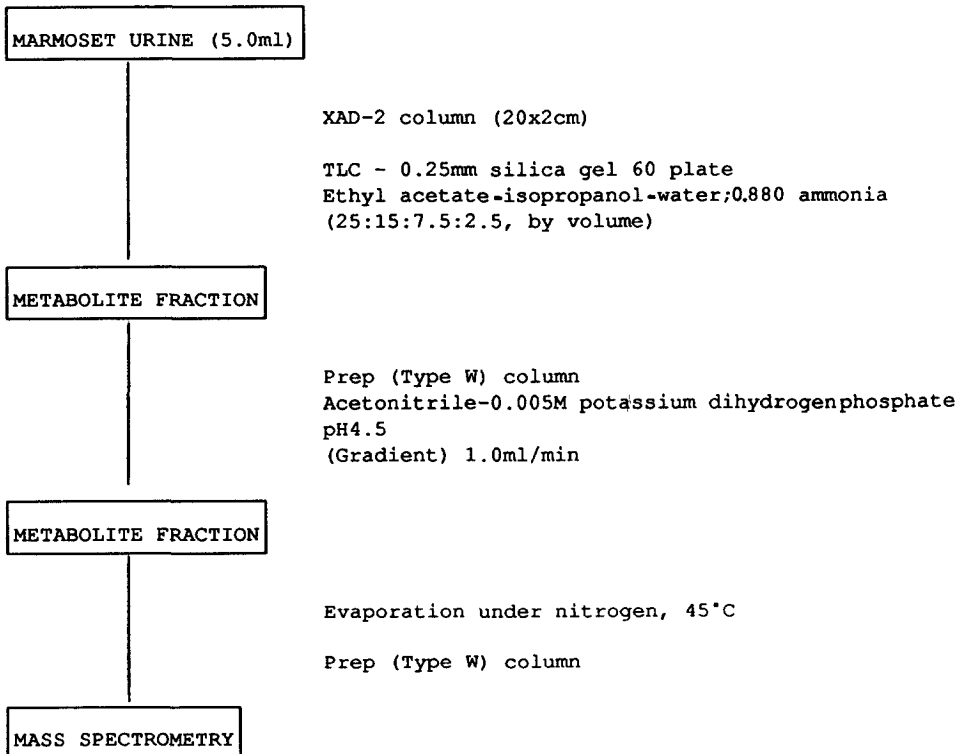 MARMOSET URINE (5.0ml)
XAD-2 column (20x2cm)
TLC - 0.25mm silica gel 60 plate
Ethyl acetate-isopropanol-water;0.880 ammonia
(25:15:7.5:2.5, by volume)
METABOLITE FRACTION
Prep (Type W) column
Acetonitrile-0.005M potassium dihydrogenphosphate
pH4.5
(Gradient) 1.0ml/min
METABOLITE FRACTION
Evaporation under nitrogen, 45°C
Prep (Type W) column
MASS SPECTROMETRY